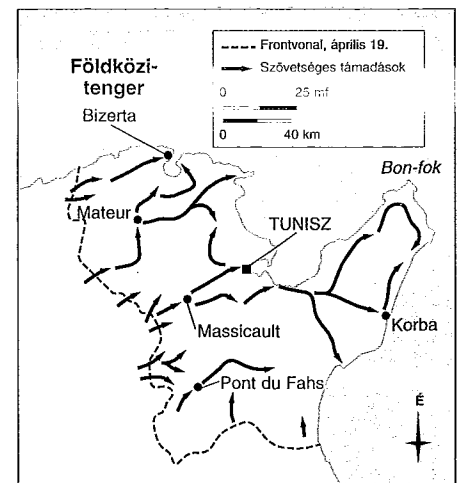 Frontvonal, április 19.
Szövetséges támadások
0 25 mf
0 40 km
Földközi-
tenger
Bizerta
Bon-fok
Mateur
TUNISZ
Massicault
Korba
Pont du Fahs
É